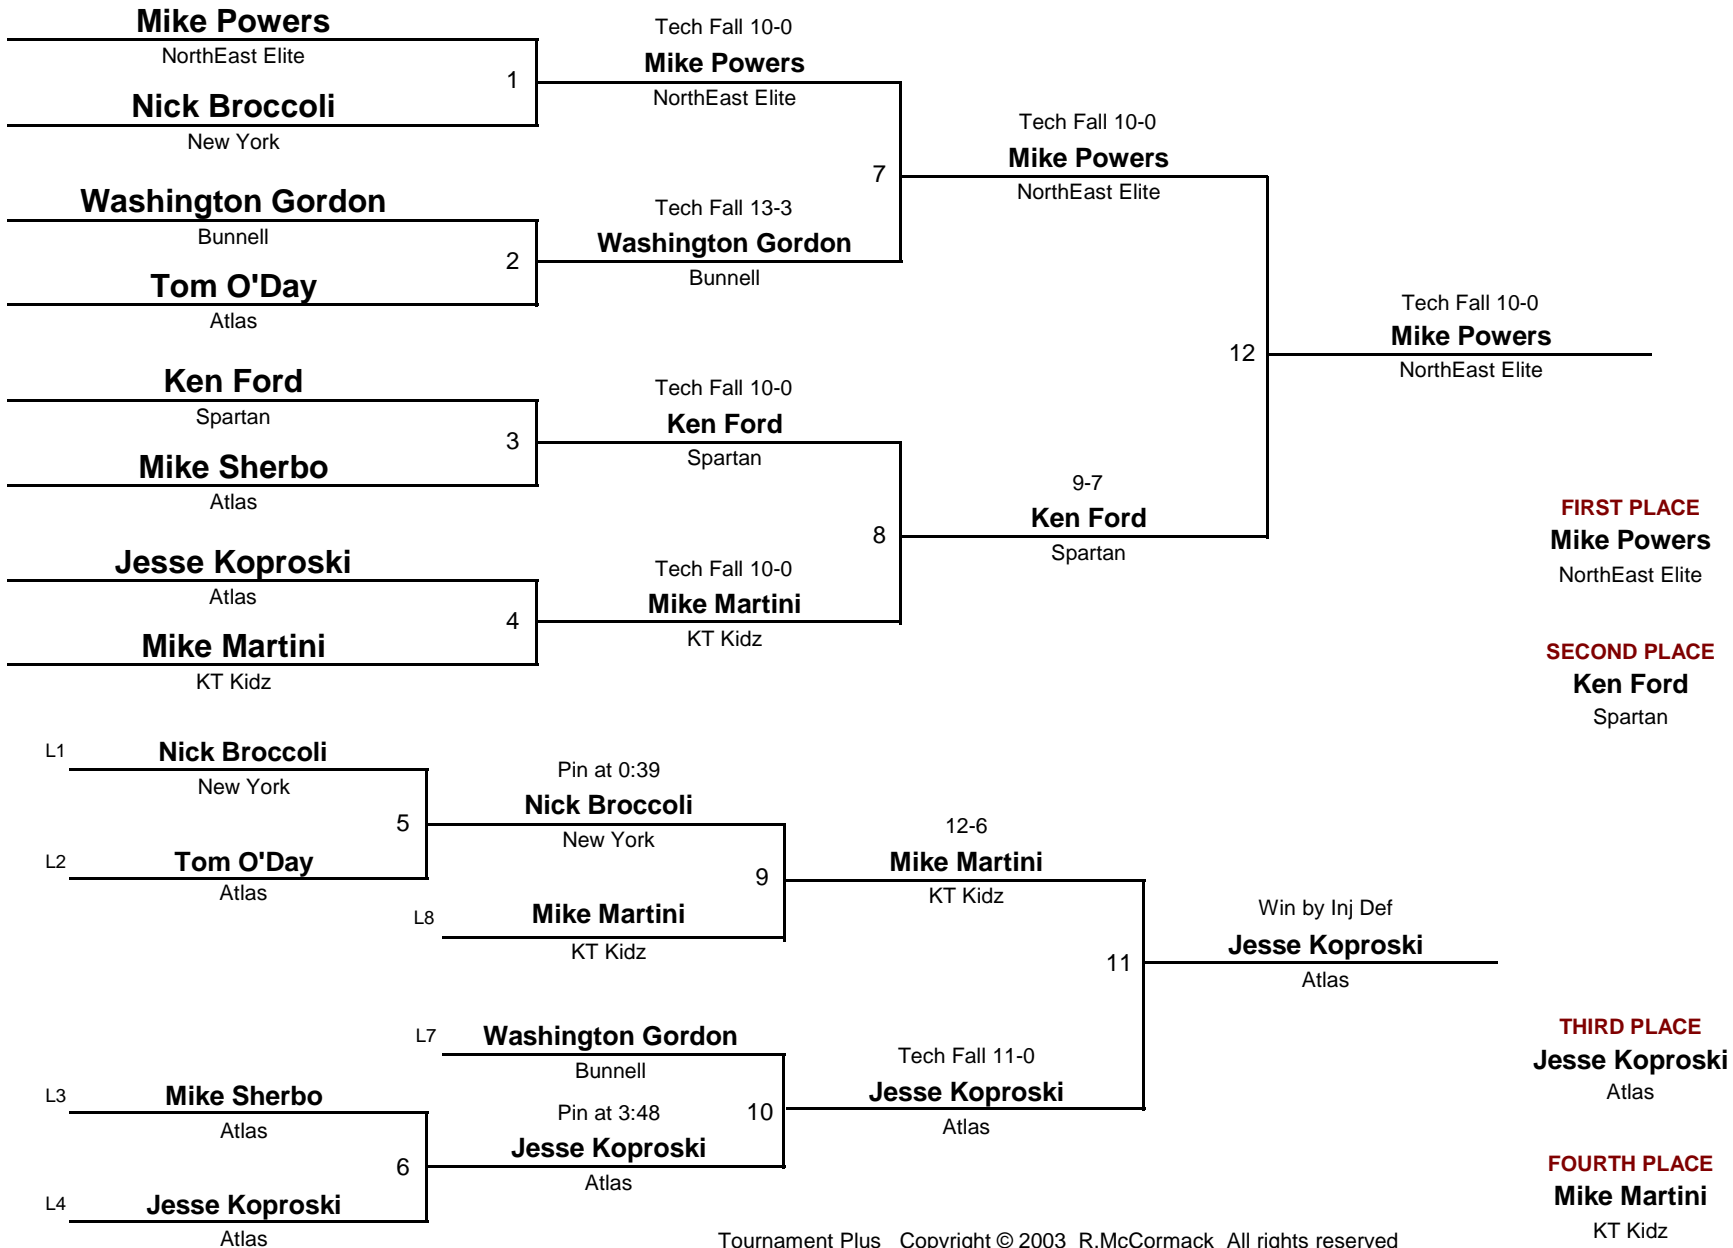 Mike Powers
NorthEast Elite
1
Nick Broccoli
New York
Washington Gordon
Bunnell
2
Tom O'Day
Atlas
Ken Ford
Spartan
3
Mike Sherbo
Atlas
Jesse Koproski
Atlas
4
Mike Martini
KT Kidz
Tech Fall 10-0
Mike Powers
NorthEast Elite
7
Tech Fall 13-3
Washington Gordon
Bunnell
Tech Fall 10-0
Ken Ford
Spartan
8
Tech Fall 10-0
Mike Martini
KT Kidz
Tech Fall 10-0
Mike Powers
NorthEast Elite
12
9-7
Ken Ford
Spartan
Tech Fall 10-0
Mike Powers
NorthEast Elite
FIRST PLACE
Mike Powers
NorthEast Elite
SECOND PLACE
Ken Ford
Spartan
L1 Nick Broccoli
New York
5
L2 Tom O'Day
Atlas
Pin at 0:39
Nick Broccoli
New York
9
L8 Mike Martini
KT Kidz
12-6
Mike Martini
KT Kidz
11
Win by Inj Def
Jesse Koproski
Atlas
L7 Washington Gordon
Bunnell
10
Pin at 3:48
Jesse Koproski
Atlas
Tech Fall 11-0
Jesse Koproski
Atlas
L3 Mike Sherbo
Atlas
6
L4 Jesse Koproski
Atlas
THIRD PLACE
Jesse Koproski
Atlas
FOURTH PLACE
Mike Martini
KT Kidz
Tournament Plus Copyright © 2003 R.McCormack All rights reserved